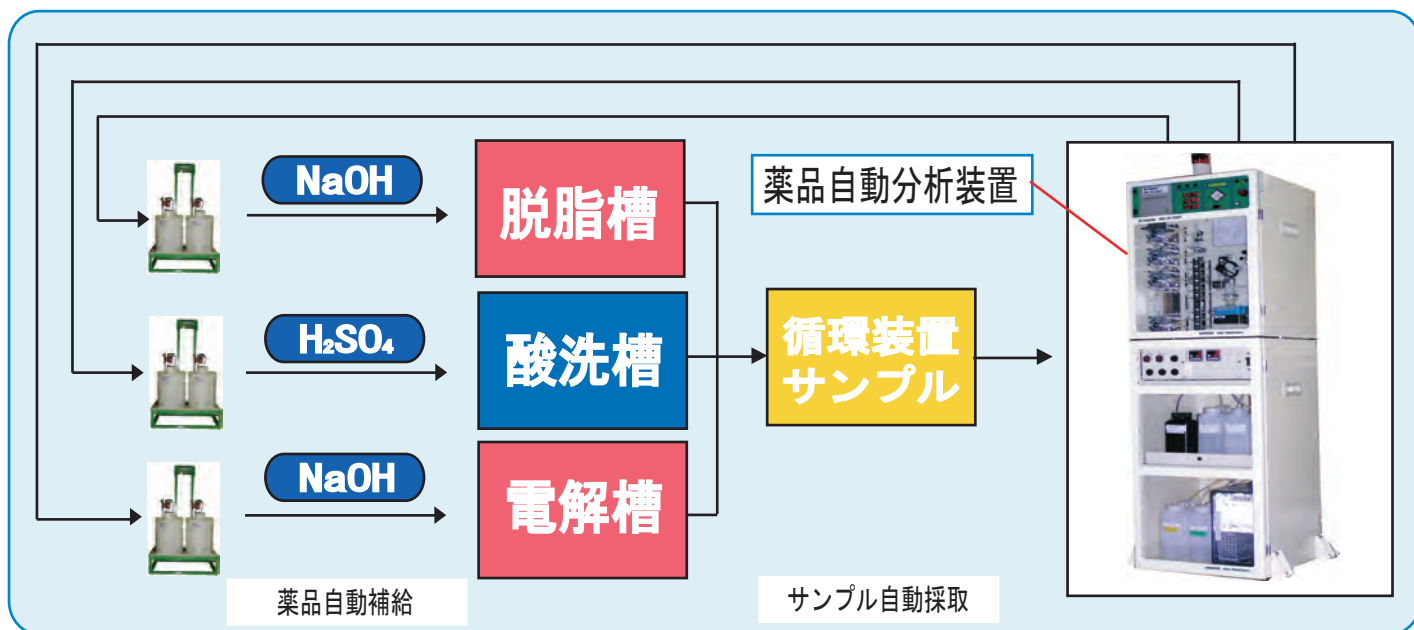 NaOH
脱脂槽
薬品自動分析装置
H₂SO₄
酸洗槽
循環装置
サンプル
NaOH
電解槽
薬品自動補給
サンプル自動採取